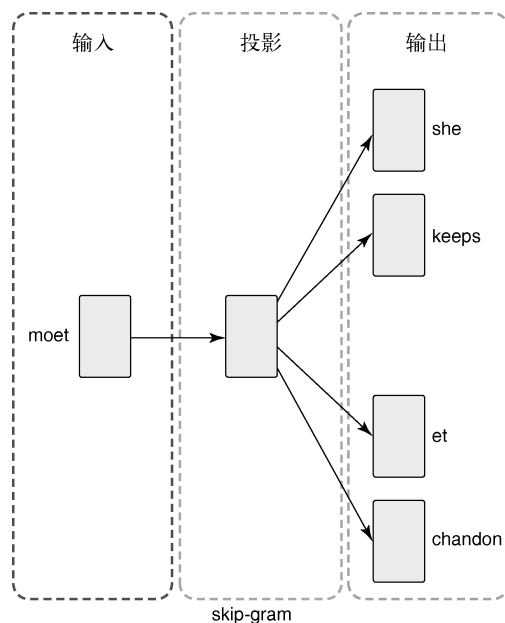 输入
投影
输出
she
keeps
moet
et
chandon
skip-gram